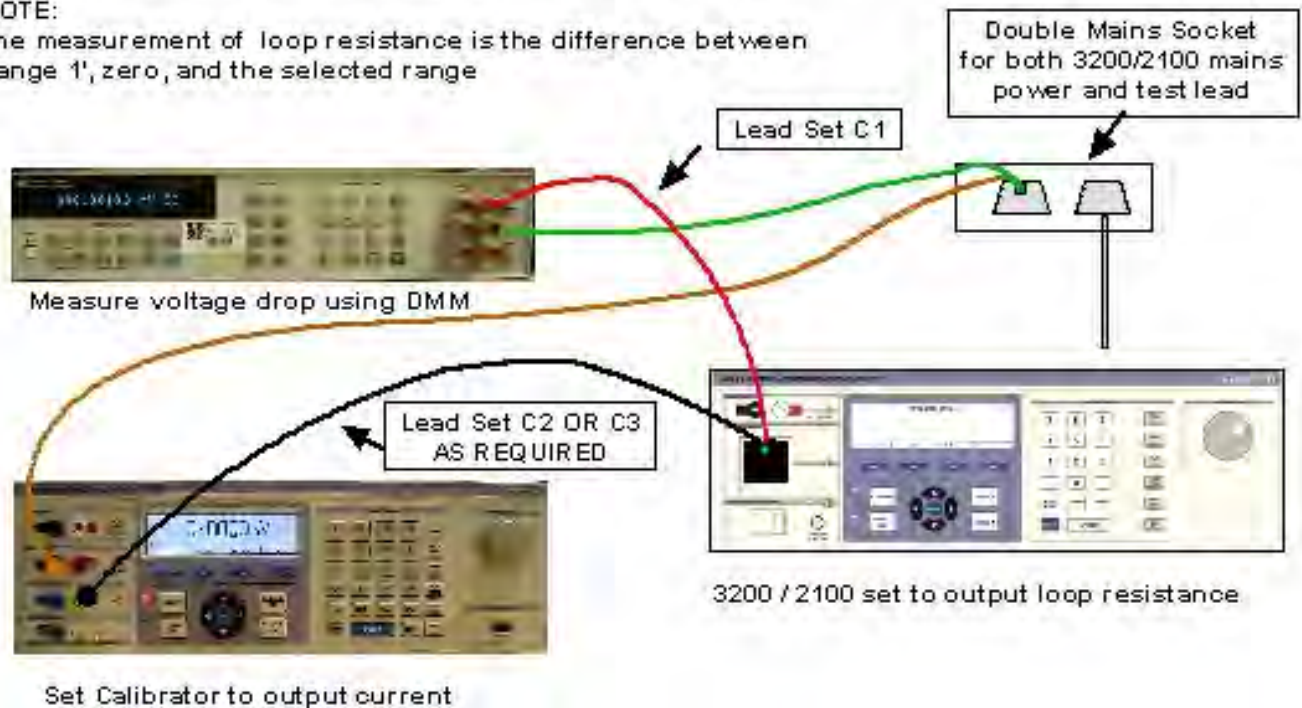 OTE:
he measurement of loop resistance is the difference between
ange 1', zero, and the selected range
Double Mains Socket
for both 3200/2100 mains
power and test lead
Lead Set C1
Measure voltage drop using DMM
Lead Set C2 OR C3
AS REQUIRED
3200 / 2100 set to output loop resistance
Set Calibrator to output current